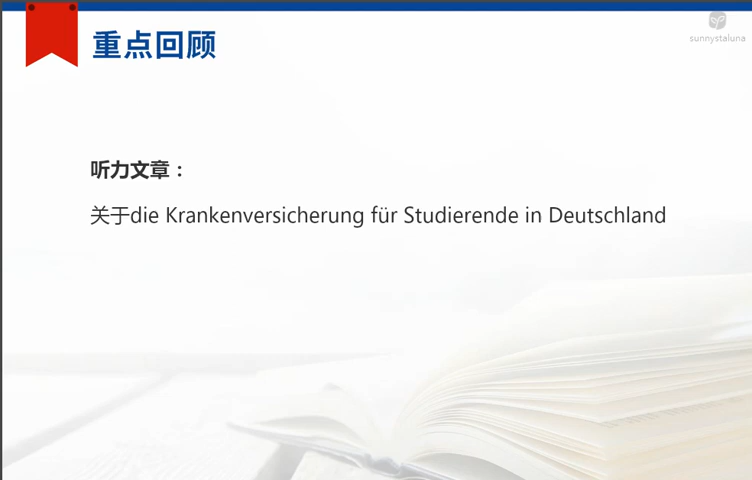 重点回顾
sunnystaluna
听力文章：
关于die Krankenversicherung für Studierende in Deutschland